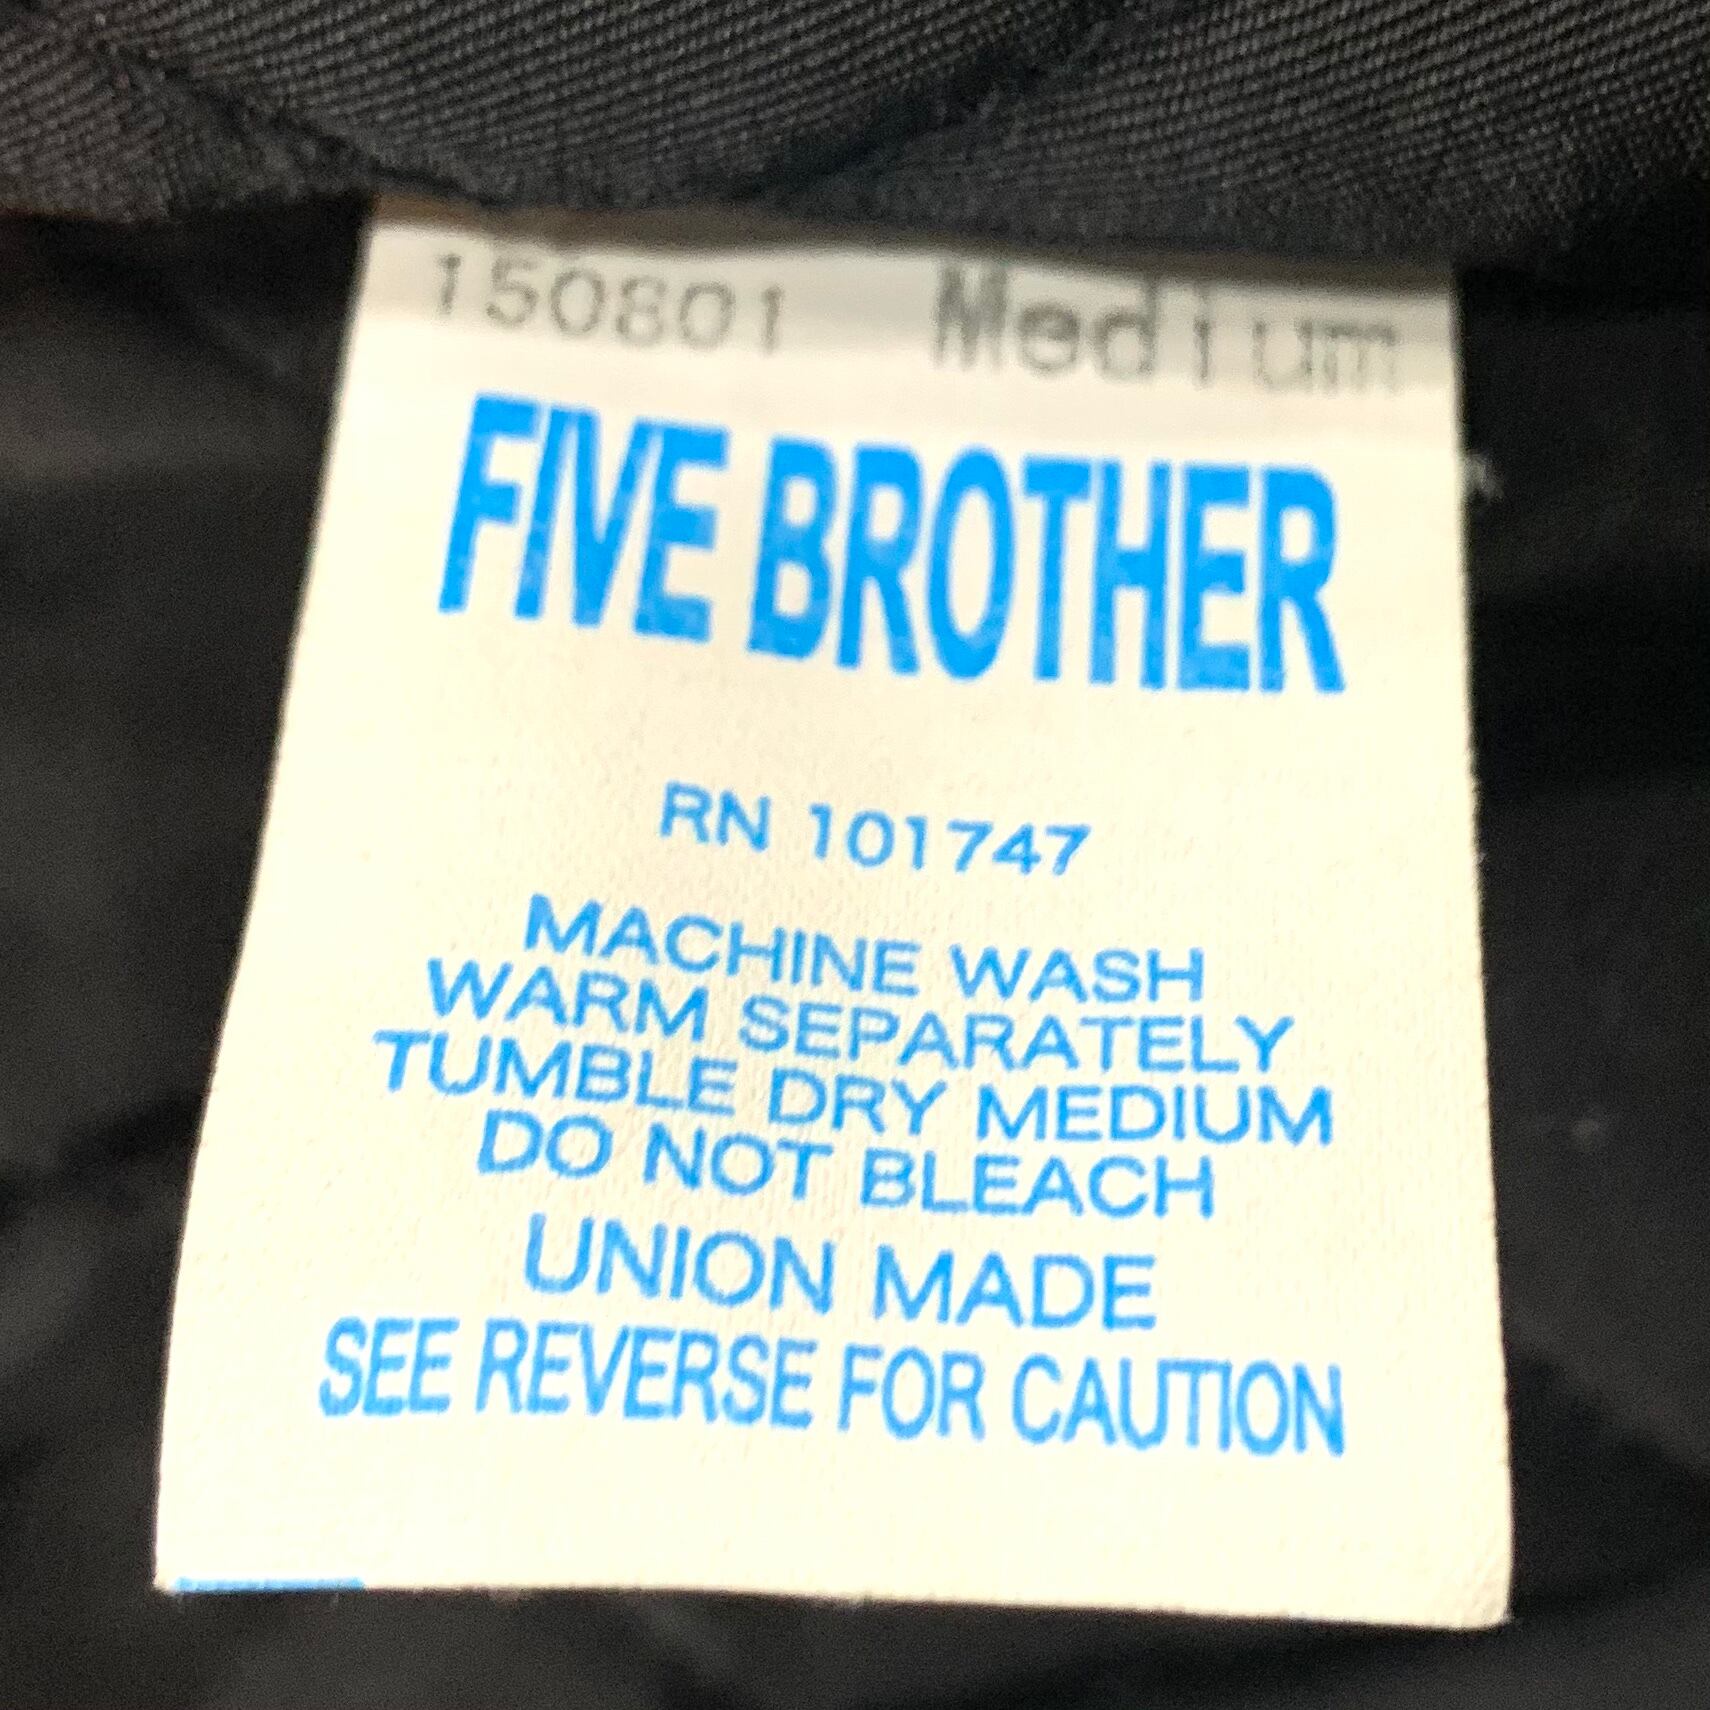 150801 Medium
FIVE BROTHER
RN 101747
MACHINE WASH
WARM SEPARATELY
TUMBLE DRY MEDIUM
DO NOT BLEACH
UNION MADE
SEE REVERSE FOR CAUTION